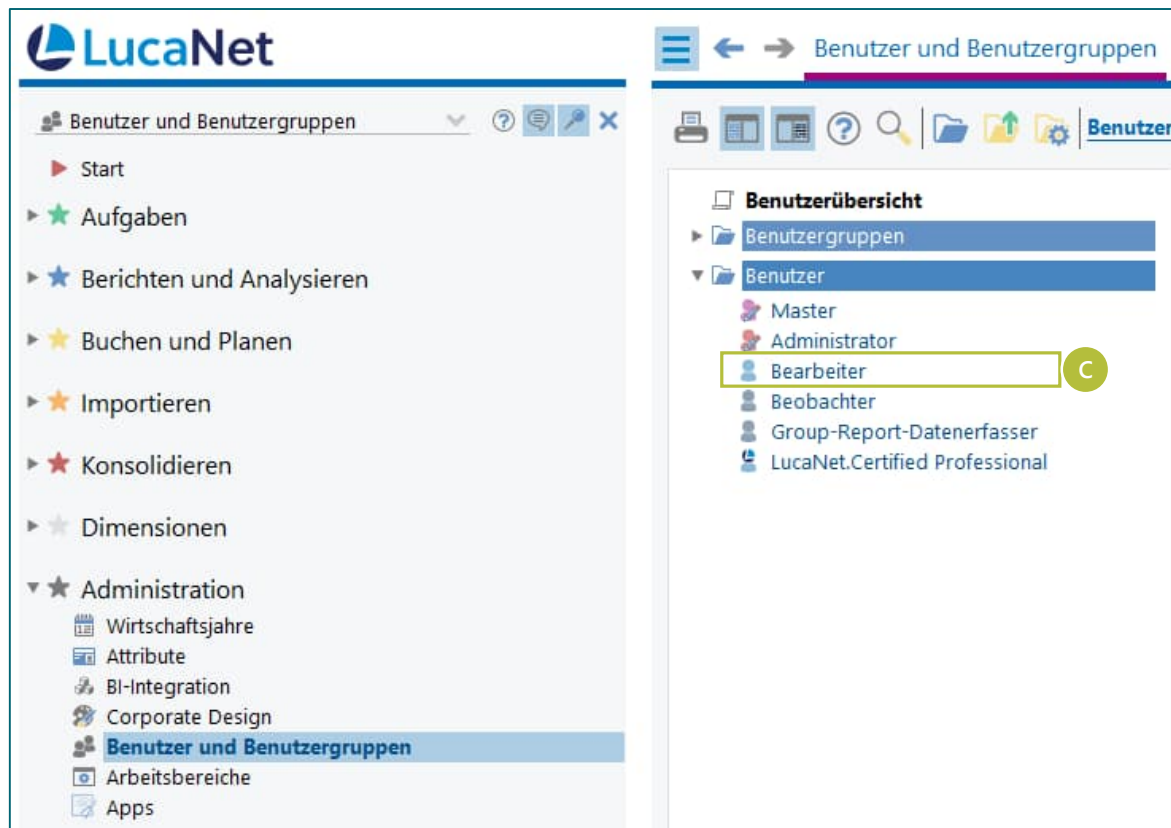 LucaNet
Benutzer und Benutzergruppen
Start
Aufgaben
Berichten und Analysieren
Buchen und Planen
Importieren
Konsolidieren
Dimensionen
Administration
Wirtschaftsjahre
Attribute
BI-Integration
Corporate Design
Benutzer und Benutzergruppen
Arbeitsbereiche
Apps
Benutzer und Benutzergruppen
Benutzer
Benutzerübersicht
Benutzergruppen
Benutzer
Master
Administrator
Bearbeiter
C
Beobachter
Group-Report-Datenerfasser
LucaNet.Certified Professional